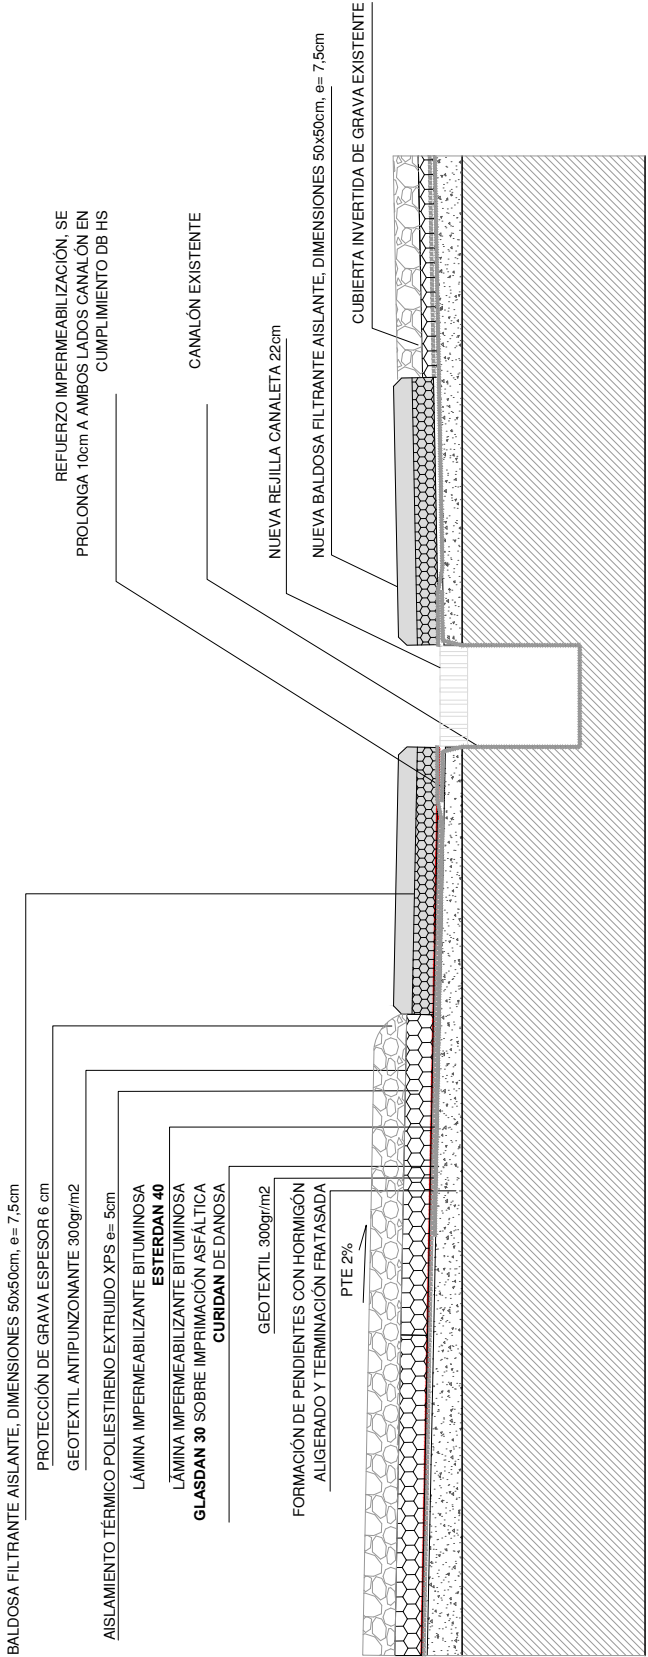 BALDOSA FILTRANTE AISLANTE, DIMENSIONES 50x50cm, e= 7,5cm
PROTECCIÓN DE GRAVA ESPESOR 6 cm
GEOTEXTIL ANTIPUNZONANTE 300gr/m2
AISLAMIENTO TÉRMICO POLIESTIRENO EXTRUIDO XPS e= 5cm
LÁMINA IMPERMEABILIZANTE BITUMINOSA
ESTERDAN 40
LÁMINA IMPERMEABILIZANTE BITUMINOSA
GLASDAN 30 SOBRE IMPRIMACIÓN ASFÁLTICA
CURIDAN DE DANOSA
GEOTEXTIL 300gr/m2
FORMACIÓN DE PENDIENTES CON HORMIGÓN
ALIGERADO Y TERMINACIÓN FRATASADA
PTE 2%
REFUERZO IMPERMEABILIZACIÓN, SE
PROLONGA 10cm A AMBOS LADOS CANALÓN EN
CUMPLIMIENTO DB HS
CANALÓN EXISTENTE
NUEVA REJILLA CANALETA 22cm
NUEVA BALDOSA FILTRANTE AISLANTE, DIMENSIONES 50x50cm, e= 7,5cm
CUBIERTA INVERTIDA DE GRAVA EXISTENTE